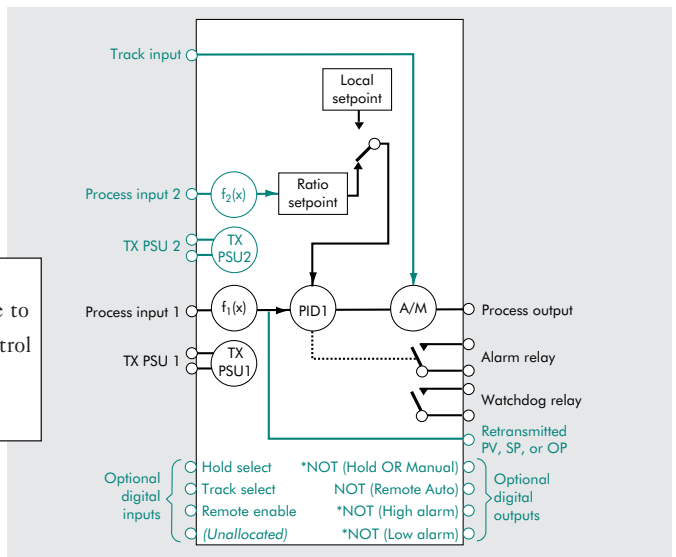 Track input
Local
setpoint
Process input 2
f2(x)
Ratio
setpoint
TX PSU 2
TX
PSU2
e to
trol
Process input 1
f1(x)
PID1
A/M
Process output
TX PSU 1
TX
PSU1
Alarm relay
Watchdog relay
Retransmitted
PV, SP, or OP
Optional
digital
inputs
Hold select
Track select
Remote enable
(Unallocated)
*NOT (Hold OR Manual)
NOT (Remote Auto)
*NOT (High alarm)
*NOT (Low alarm)
Optional
digital
outputs